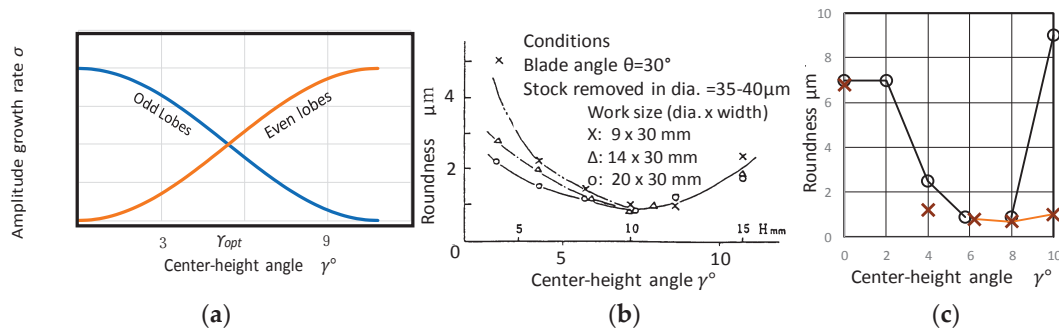 Amplitude growth rate σ
Odd Lobes
Even lobes
3
γopt
9
Center-height angle γ°
(a)
Roundness μm
4
2
0
Conditions
Blade angle θ=30°
Stock removed in dia. =35-40μm
Work size (dia. x width)
X: 9 x 30 mm
Δ: 14 x 30 mm
o: 20 x 30 mm
5
10
15 H mm
5
10
Center-height angle γ°
(b)
Roundness μm
10
8
6
4
2
0
0
2
4
6
8
10
Center-height angle γ°
(c)